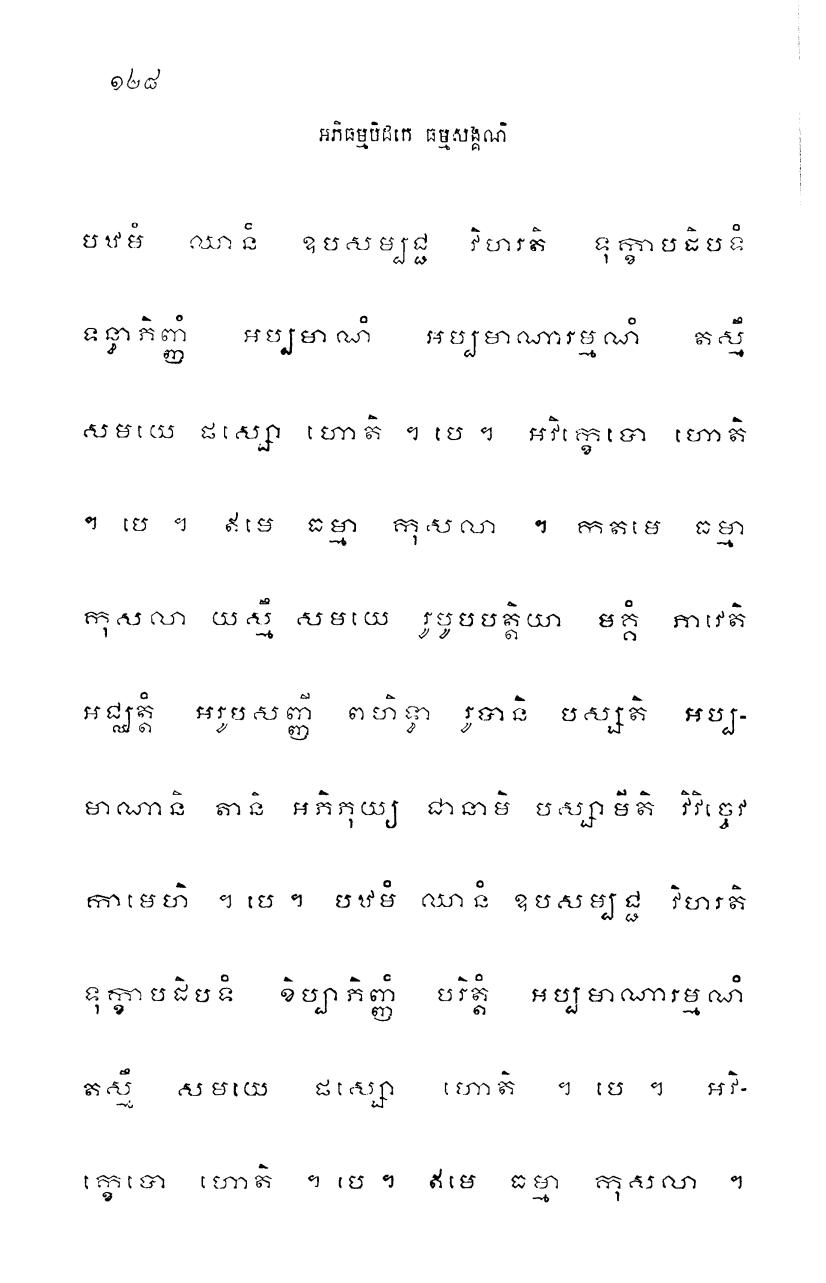 ១២៨
អភិធម្មបិដកេ ធម្មសង្គណិ
បឋមំ ឈានំ ឧបសម្បជ្ជ វិហរតិ ទុក្ខាបដិបទំ
ទន្ធាភិញ្ញំ អប្បមាណំ អប្បមាណារម្មណំ តស្មឹ
សមយេ ផស្សោ ហោតិ ។ បេ ។ អវិក្ខេបោ ហោតិ
។ បេ ។ ឥមេ ធម្មា កុសលា ។ កតមេ ធម្មា
កុសលា យស្មឹ សមយេ រូបូបបត្តិយា មគ្គំ ភាវេតិ
អជ្ឈត្តំ អរូបសញ្ញី ពហិទ្ធា រូបានិ បស្សតិ អប្ប-
មាណានិ តានិ អភិភុយ្យ ជានាមិ បស្សាមីតិ វិវិច្ចេវ
កាមេហិ ។ បេ ។ បឋមំ ឈានំ ឧបសម្បជ្ជ វិហរតិ
ទុក្ខាបដិបទំ ខិប្បាភិញ្ញំ បរិត្តំ អប្បមាណារម្មណំ
តស្មឹ សមយេ ផស្សោ ហោតិ ។ បេ ។ អវិ-
ក្ខេបោ ហោតិ ។ បេ ។ ឥមេ ធម្មា កុសលា ។